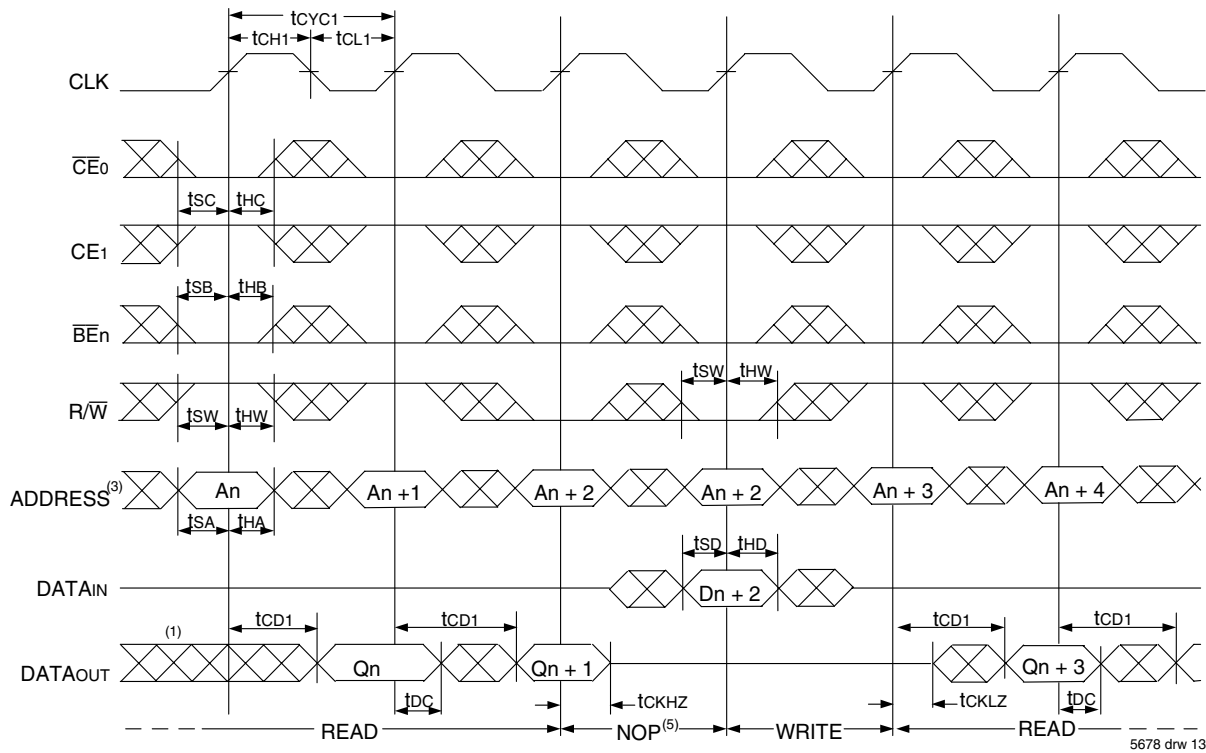 tCYC1
tCH1 tCL1
CLK
CE0
tSC tHC
CE1
tSB tHB
BEn
tSW tHW
R/W
tSW tHW
ADDRESS(3) An An +1 An + 2 An + 2 An + 3 An + 4
tSA tHA
tSD tHD
DATAIN Dn + 2
(1) tCD1 tCD1 tCD1 tCD1
DATAOUT Qn Qn + 1 Qn + 3
tDC tCKHZ tCKLZ tDC
READ NOP(5) WRITE READ
5678 drw 13